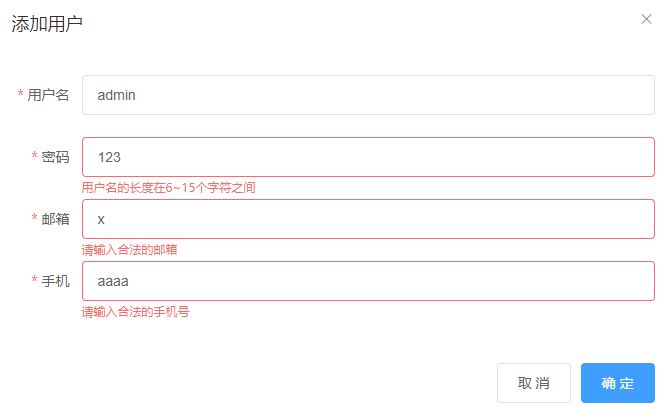 添加用户
* 用户名 admin
* 密码 123
用户名的长度在6~15个字符之间
* 邮箱 x
请输入合法的邮箱
* 手机 aaaa
请输入合法的手机号
取 消 确 定